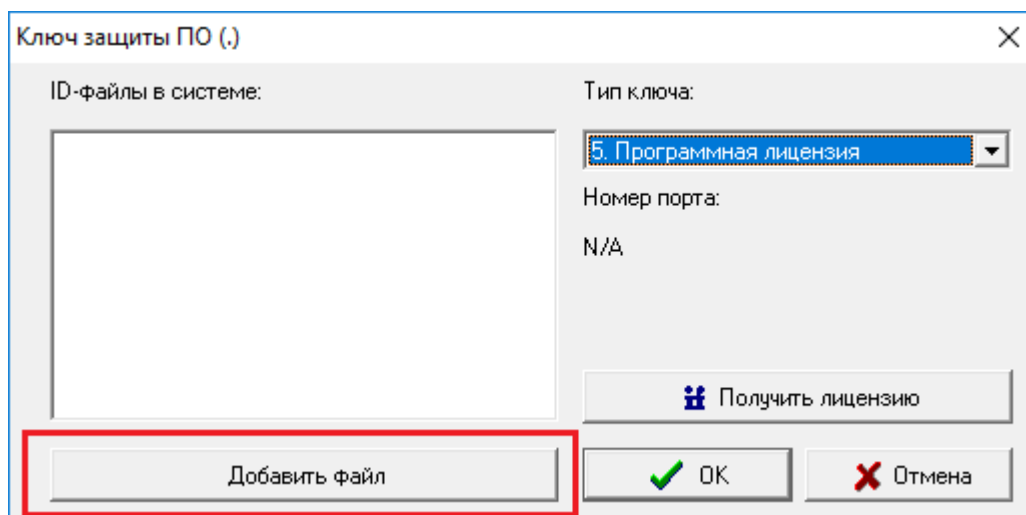 Ключ защиты ПО (.)
ID-файлы в системе:
Тип ключа:
5. Программная лицензия
Номер порта:
N/A
Получить лицензию
Добавить файл
OK
Отмена